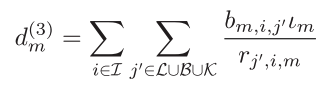 $$d_m^{(3)} = \sum_{i \in \mathcal{I}} \sum_{j' \in \mathcal{L} \cup \mathcal{B} \cup \mathcal{K}} \frac{b_{m,i,j'} \iota_m}{r_{j',i,m}}$$